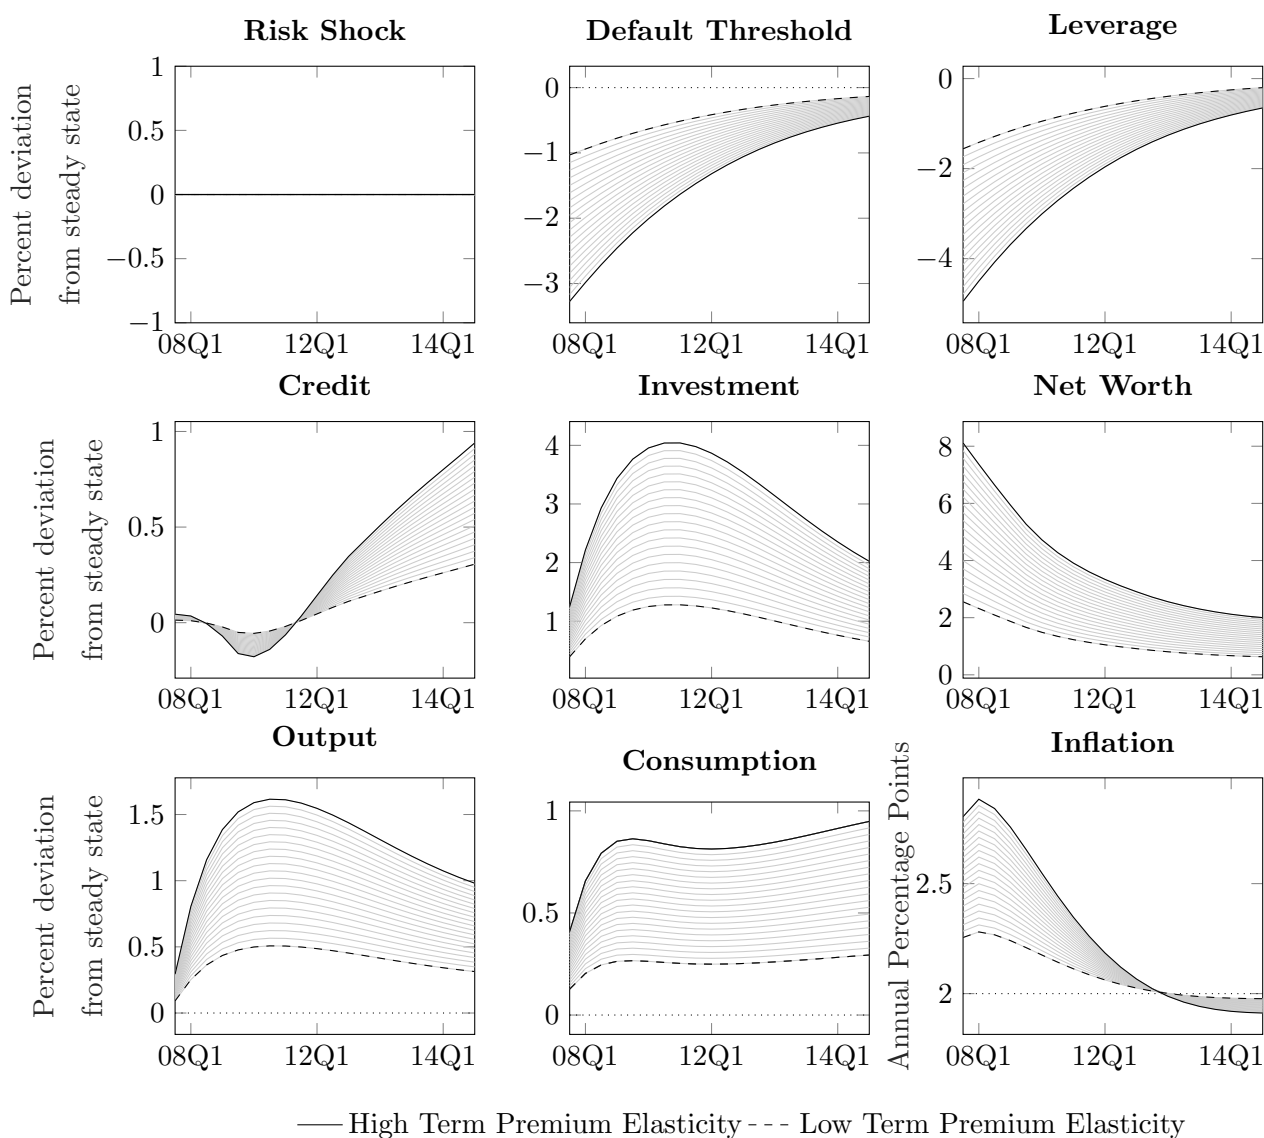 Risk Shock
Percent deviation
from steady state
1
0.5
0
−0.5
−1
08Q1 12Q1 14Q1
Default Threshold
0
−1
−2
−3
08Q1 12Q1 14Q1
Leverage
0
−2
−4
08Q1 12Q1 14Q1
Credit
Percent deviation
from steady state
1
0.5
0
08Q1 12Q1 14Q1
Investment
4
3
2
1
08Q1 12Q1 14Q1
Net Worth
8
6
4
2
0
08Q1 12Q1 14Q1
Output
Percent deviation
from steady state
1.5
1
0.5
0
08Q1 12Q1 14Q1
Consumption
1
0.5
0
08Q1 12Q1 14Q1
Inflation
Annual Percentage Points
2.5
2
08Q1 12Q1 14Q1
High Term Premium Elasticity Low Term Premium Elasticity